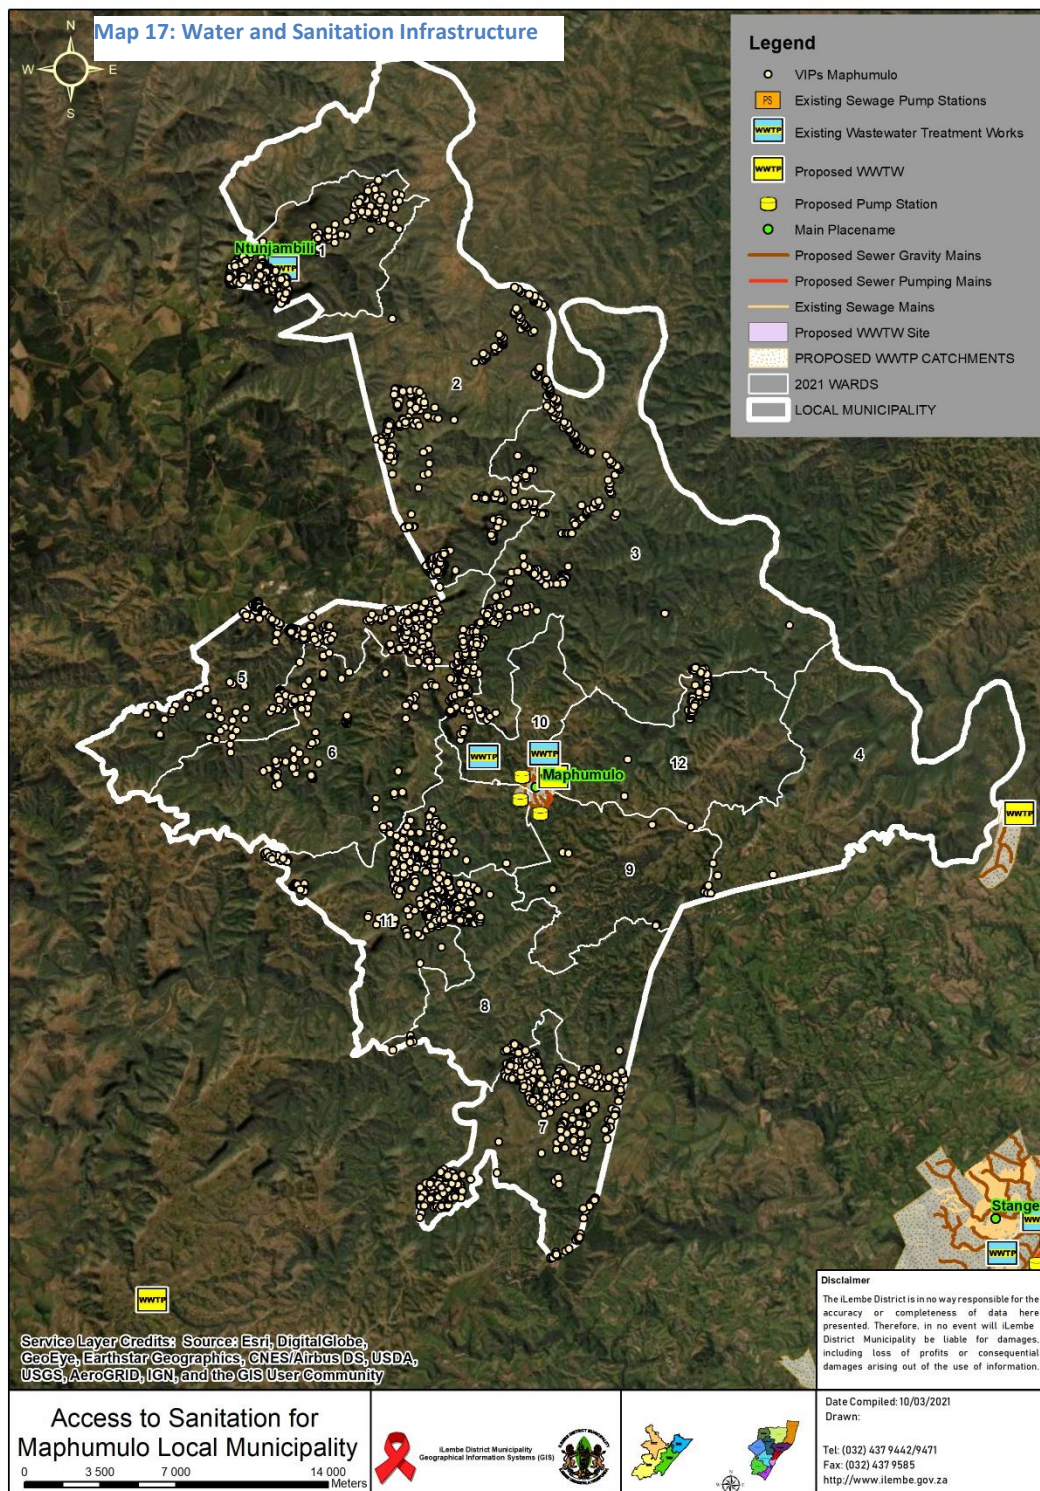 Map 17: Water and Sanitation Infrastructure
N
W
E
S
Legend
VIPs Maphumulo
PS
Existing Sewage Pump Stations
WWTP
Existing Wastewater Treatment Works
WWTP
Proposed WWTW
Proposed Pump Station
Main Placename
Proposed Sewer Gravity Mains
Proposed Sewer Pumping Mains
Existing Sewage Mains
Proposed WWTW Site
PROPOSED WWTP CATCHMENTS
2021 WARDS
LOCAL MUNICIPALITY
Ntunjambili
1
2
3
5
6
10
WWTP
WWTP
Maphumulo
12
4
WWTP
9
11
8
7
Stange
WWTP
WWTP
Service Layer Credits: Source: Esri, DigitalGlobe,
GeoEye, Earthstar Geographics, CNES/Airbus DS, USDA,
USGS, AeroGRID, IGN, and the GIS User Community
Disclaimer
The iLembe District is in no way responsible for the
accuracy or completeness of data here
presented. Therefore, in no event will iLembe
District Municipality be liable for damages,
including loss of profits or consequential
damages arising out of the use of information.
Access to Sanitation for
Maphumulo Local Municipality
0 3 500 7 000 14 000
Meters
iLembe District Municipality
Geographical Information Systems (GIS)
Date Compiled: 10/03/2021
Drawn:
Tel: (032) 437 9442/9471
Fax: (032) 437 9585
http://www.ilembe.gov.za